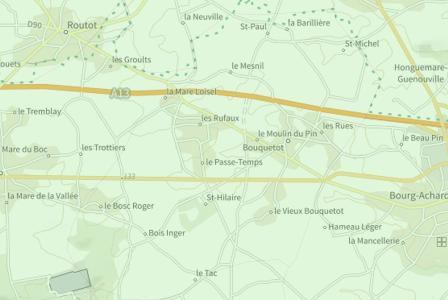 la Neuville
la Barillière
D90
Routot
St-Paul
St-Michel
ouets
les Groults
le Mesnil
Honguemare-
Guenouville
A13
la Mare Loisel
le Tremblay
les Rufaux
les Rues
le Moulin du Pin
le Beau Pin
Mare du Boc
les Trottiers
Bouquetot
le Passe-Temps
133
la Mare de la Vallée
St-Hilaire
Bourg-Achard
le Bosc Roger
le Vieux Bouquetot
Hameau Léger
Bois Inger
la Mancellerie
le Tac